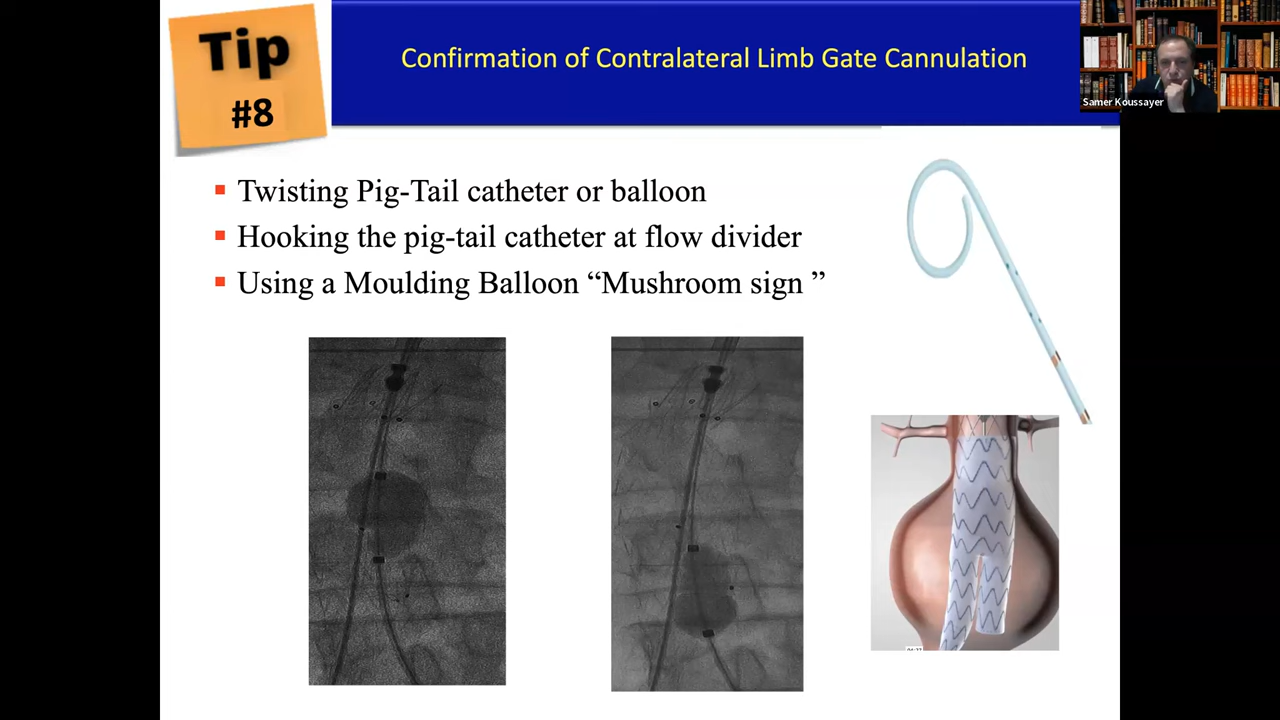 Tip
#8
Confirmation of Contralateral Limb Gate Cannulation
Samer Koussayer
Twisting Pig-Tail catheter or balloon
Hooking the pig-tail catheter at flow divider
Using a Moulding Balloon “Mushroom sign ”